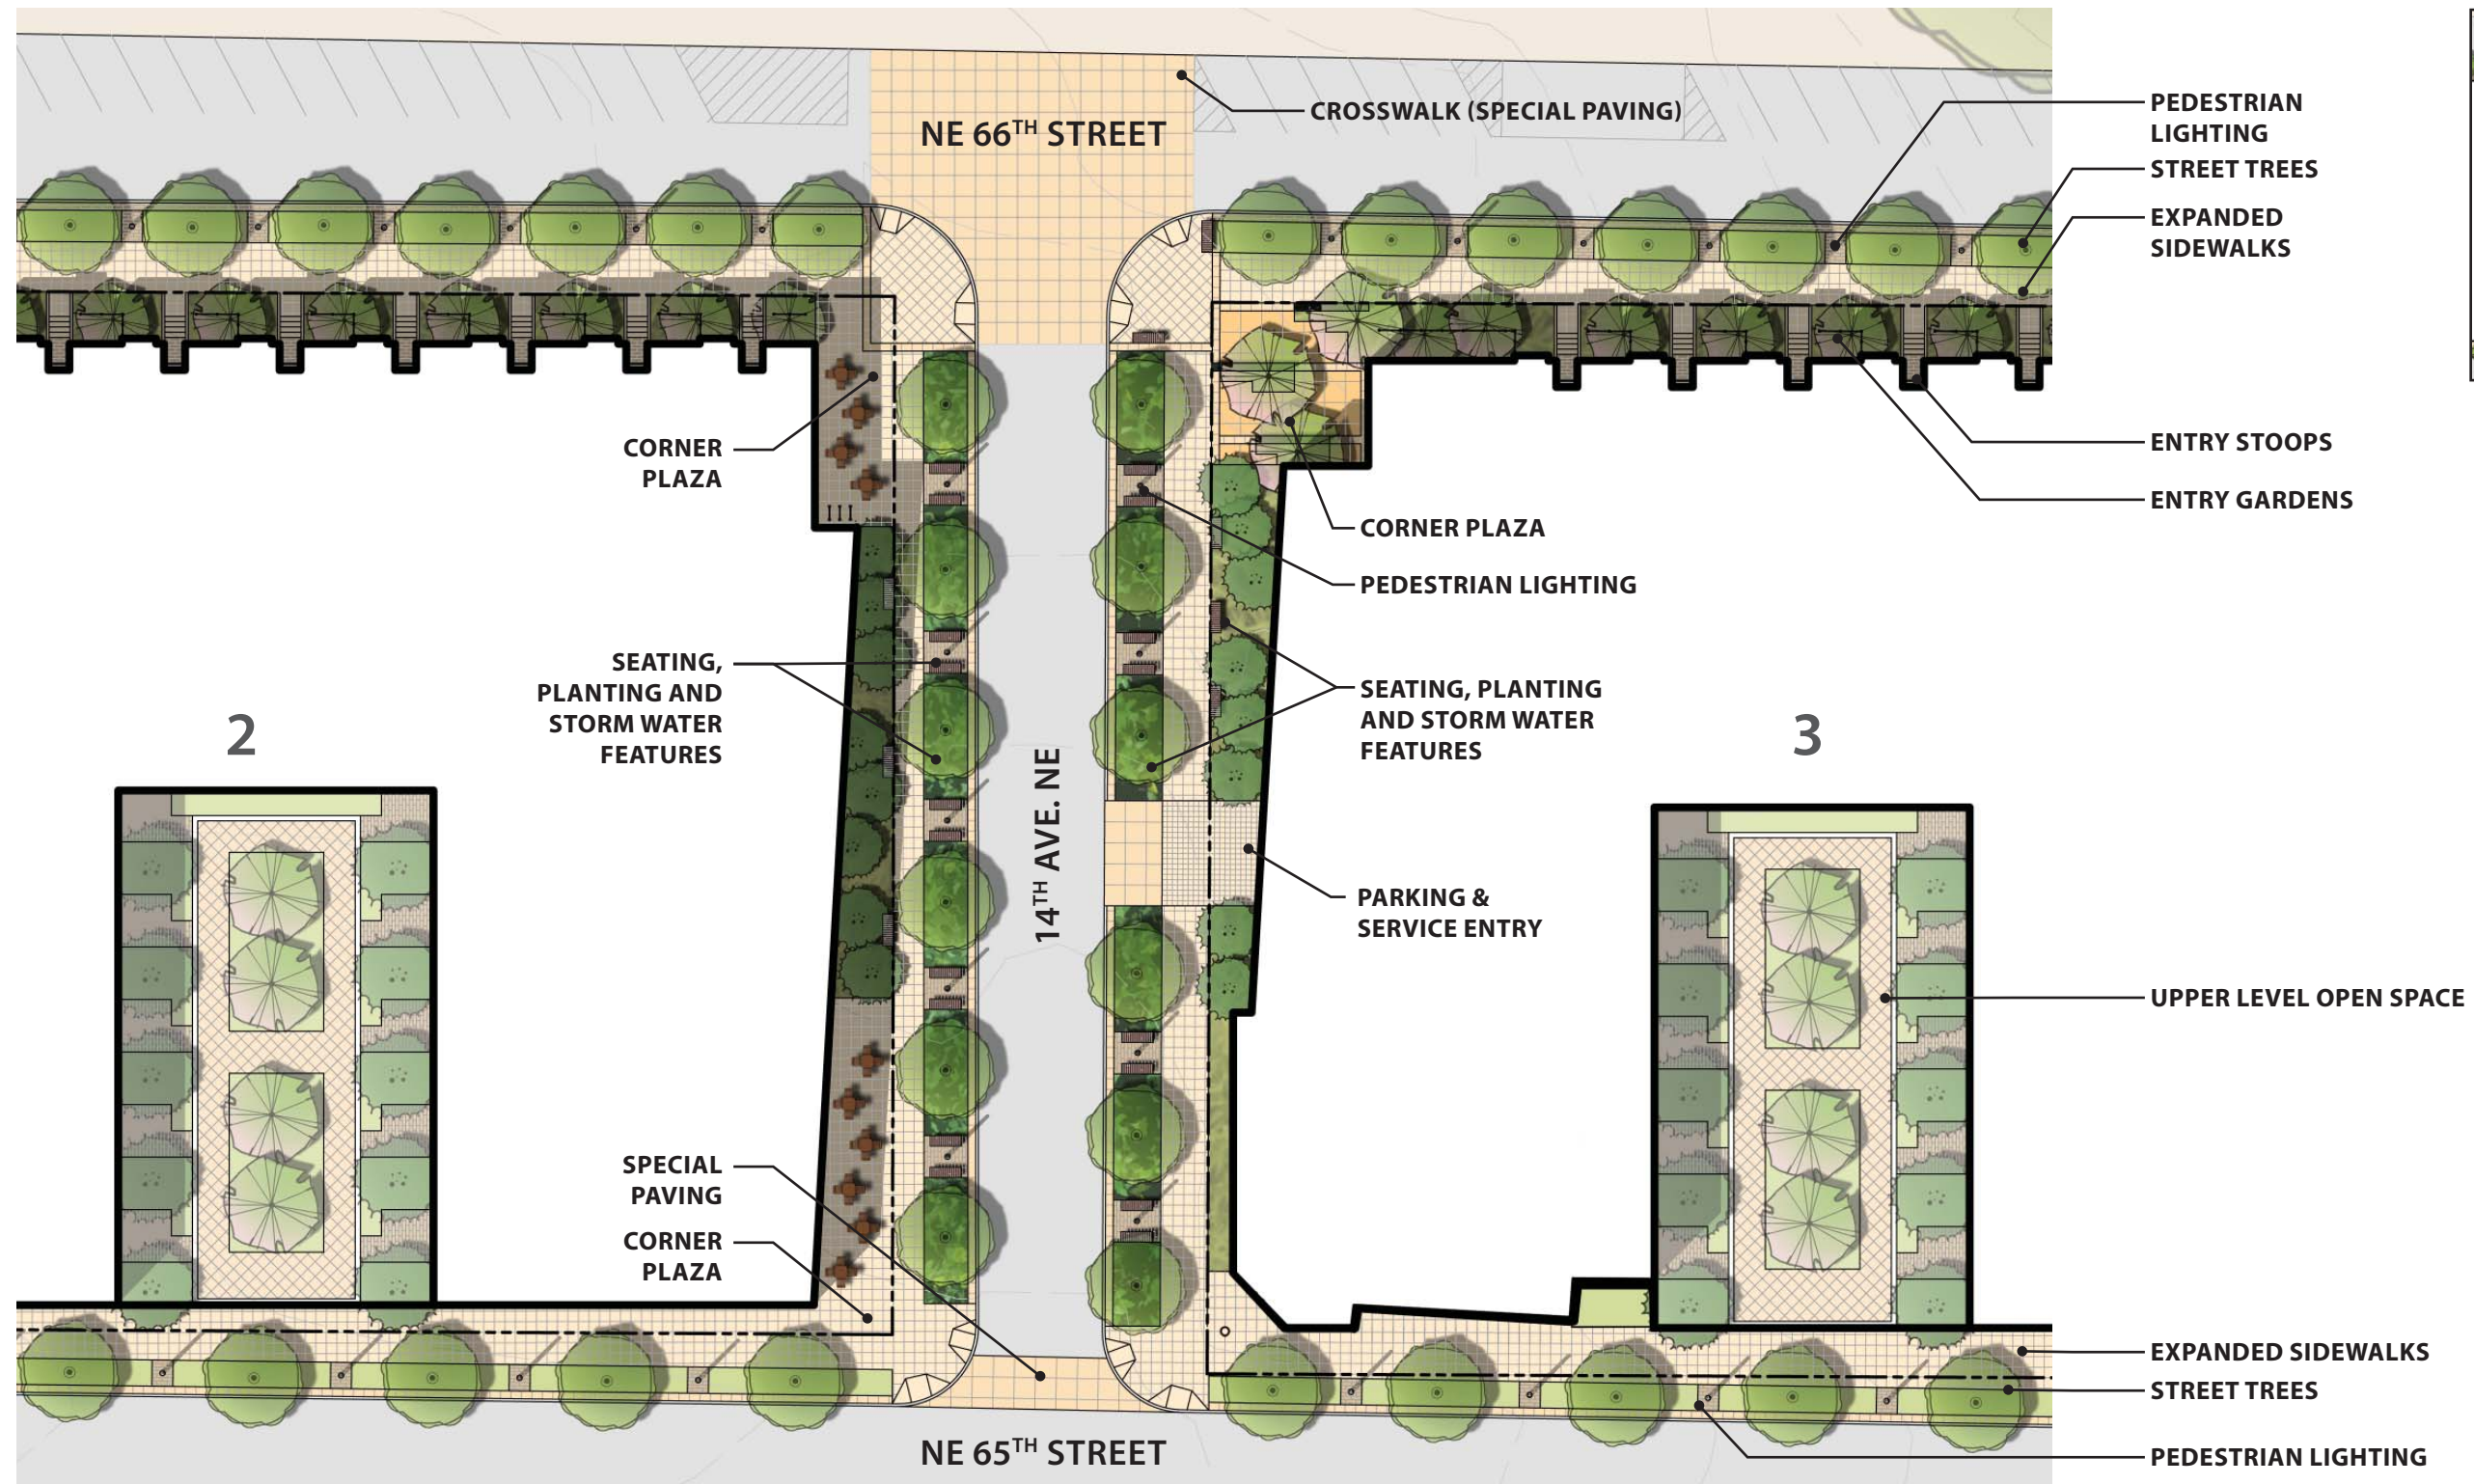 CROSSWALK (SPECIAL PAVING)
NE 66TH STREET
PEDESTRIAN
LIGHTING
STREET TREES
EXPANDED
SIDEWALKS
CORNER
PLAZA
ENTRY STOOPS
ENTRY GARDENS
CORNER PLAZA
PEDESTRIAN LIGHTING
SEATING,
PLANTING AND
STORM WATER
FEATURES
SEATING, PLANTING
AND STORM WATER
FEATURES
2
3
14TH AVE. NE
PARKING &
SERVICE ENTRY
UPPER LEVEL OPEN SPACE
SPECIAL
PAVING
CORNER
PLAZA
EXPANDED SIDEWALKS
STREET TREES
PEDESTRIAN LIGHTING
NE 65TH STREET